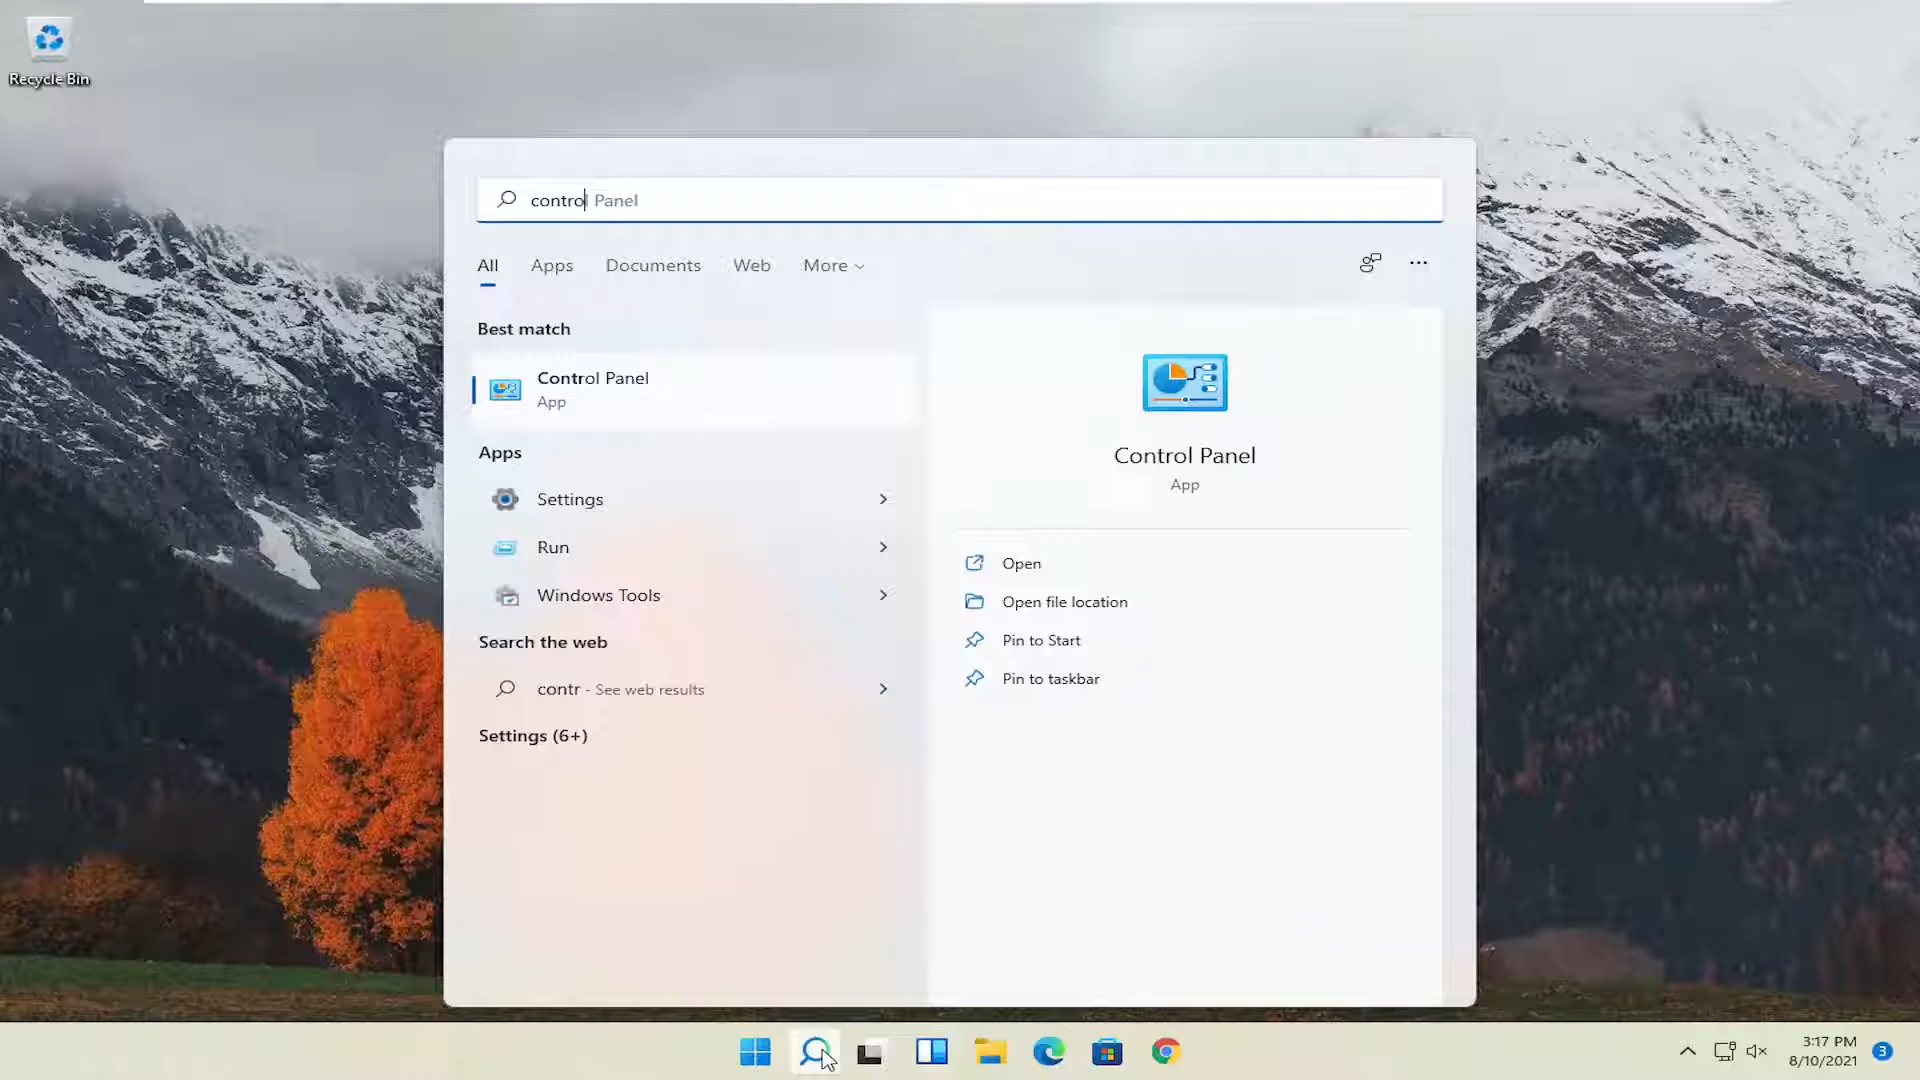 Recycle Bin
control Panel
All Apps Documents Web More
Best match
Control Panel
App
Apps
Settings
Run
Windows Tools
Search the web
contr - See web results
Settings (6+)
Control Panel
App
Open
Open file location
Pin to Start
Pin to taskbar
3:17 PM
8/10/2021
3